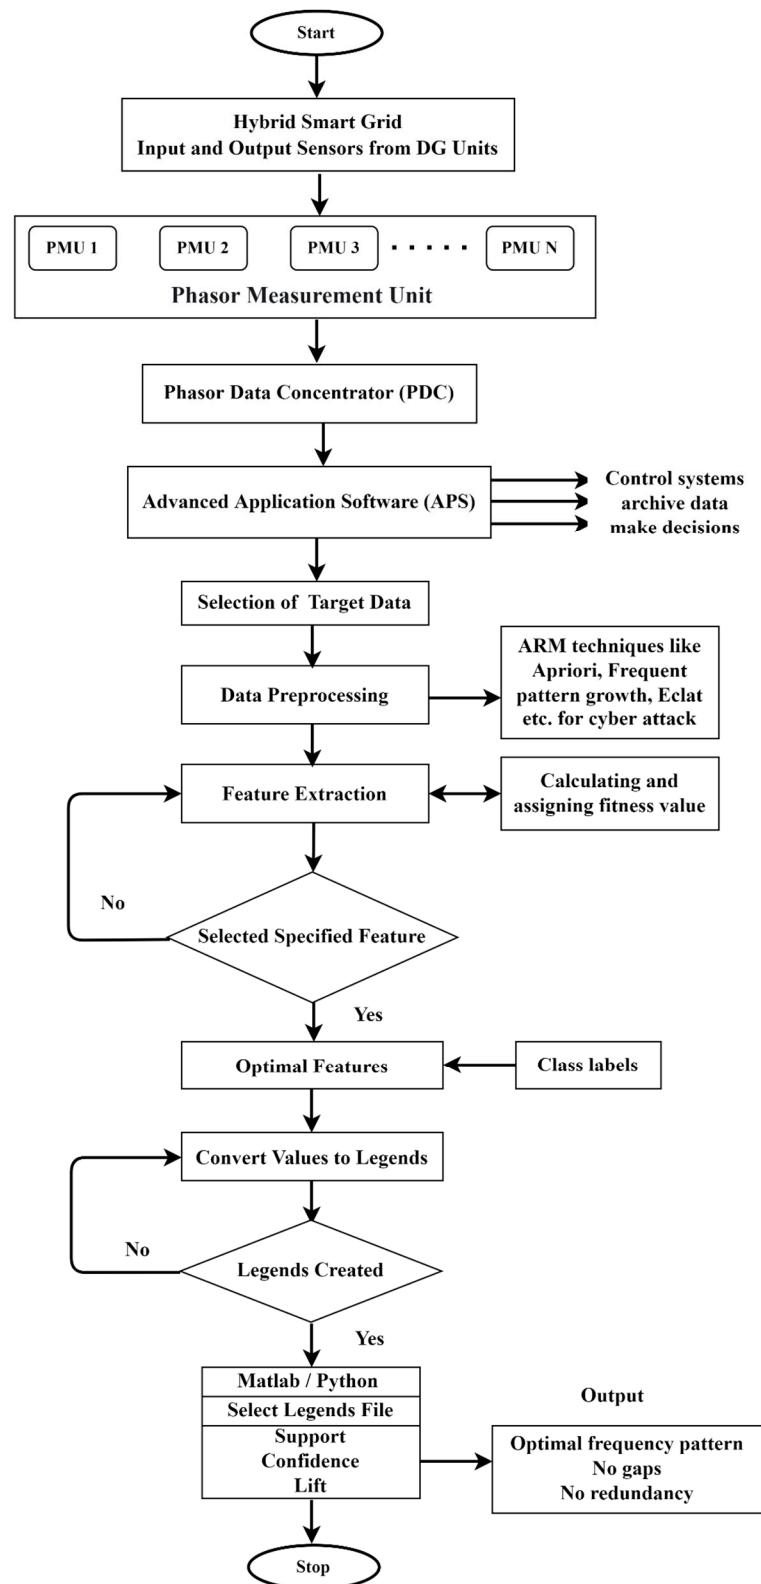 Start
Hybrid Smart Grid
Input and Output Sensors from DG Units
PMU 1
PMU 2
PMU 3
.....
PMU N
Phasor Measurement Unit
Phasor Data Concentrator (PDC)
Advanced Application Software (APS)
Control systems
archive data
make decisions
Selection of Target Data
Data Preprocessing
ARM techniques like
Apriori, Frequent
pattern growth, Eclat
etc. for cyber attack
Feature Extraction
Calculating and
assigning fitness value
No
Selected Specified Feature
Yes
Optimal Features
Class labels
Convert Values to Legends
No
Legends Created
Yes
Matlab / Python
Select Legends File
Support
Confidence
Lift
Output
Optimal frequency pattern
No gaps
No redundancy
Stop